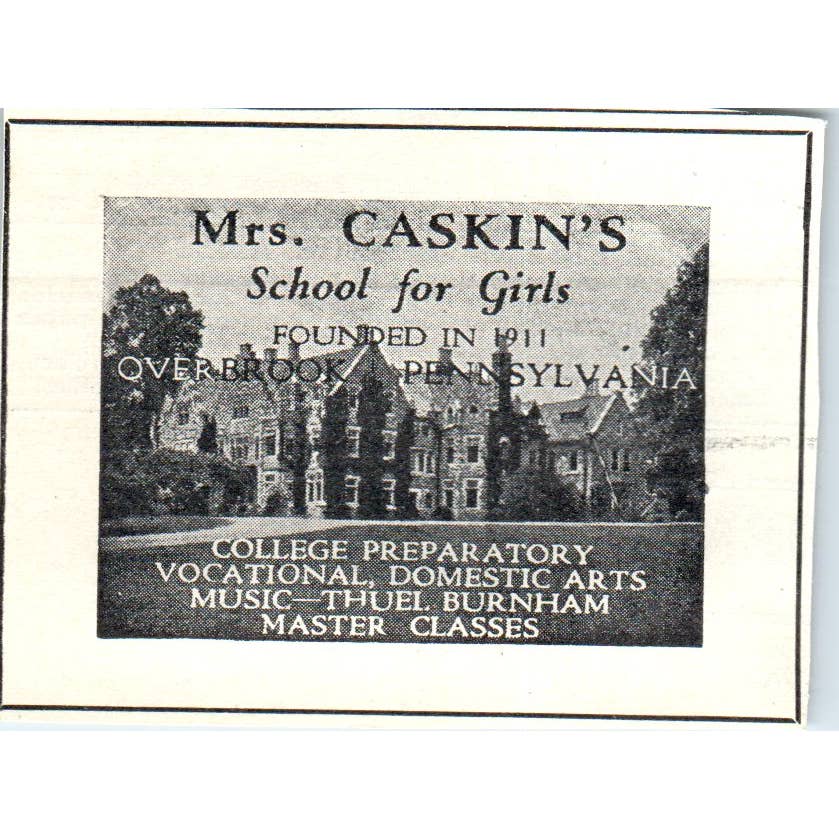 Mrs. CASKIN'S
School for Girls
FOUNDED IN 1911
OVERBROOK PENNSYLVANIA
COLLEGE PREPARATORY
VOCATIONAL, DOMESTIC ARTS
MUSIC—THUEL BURNHAM
MASTER CLASSES